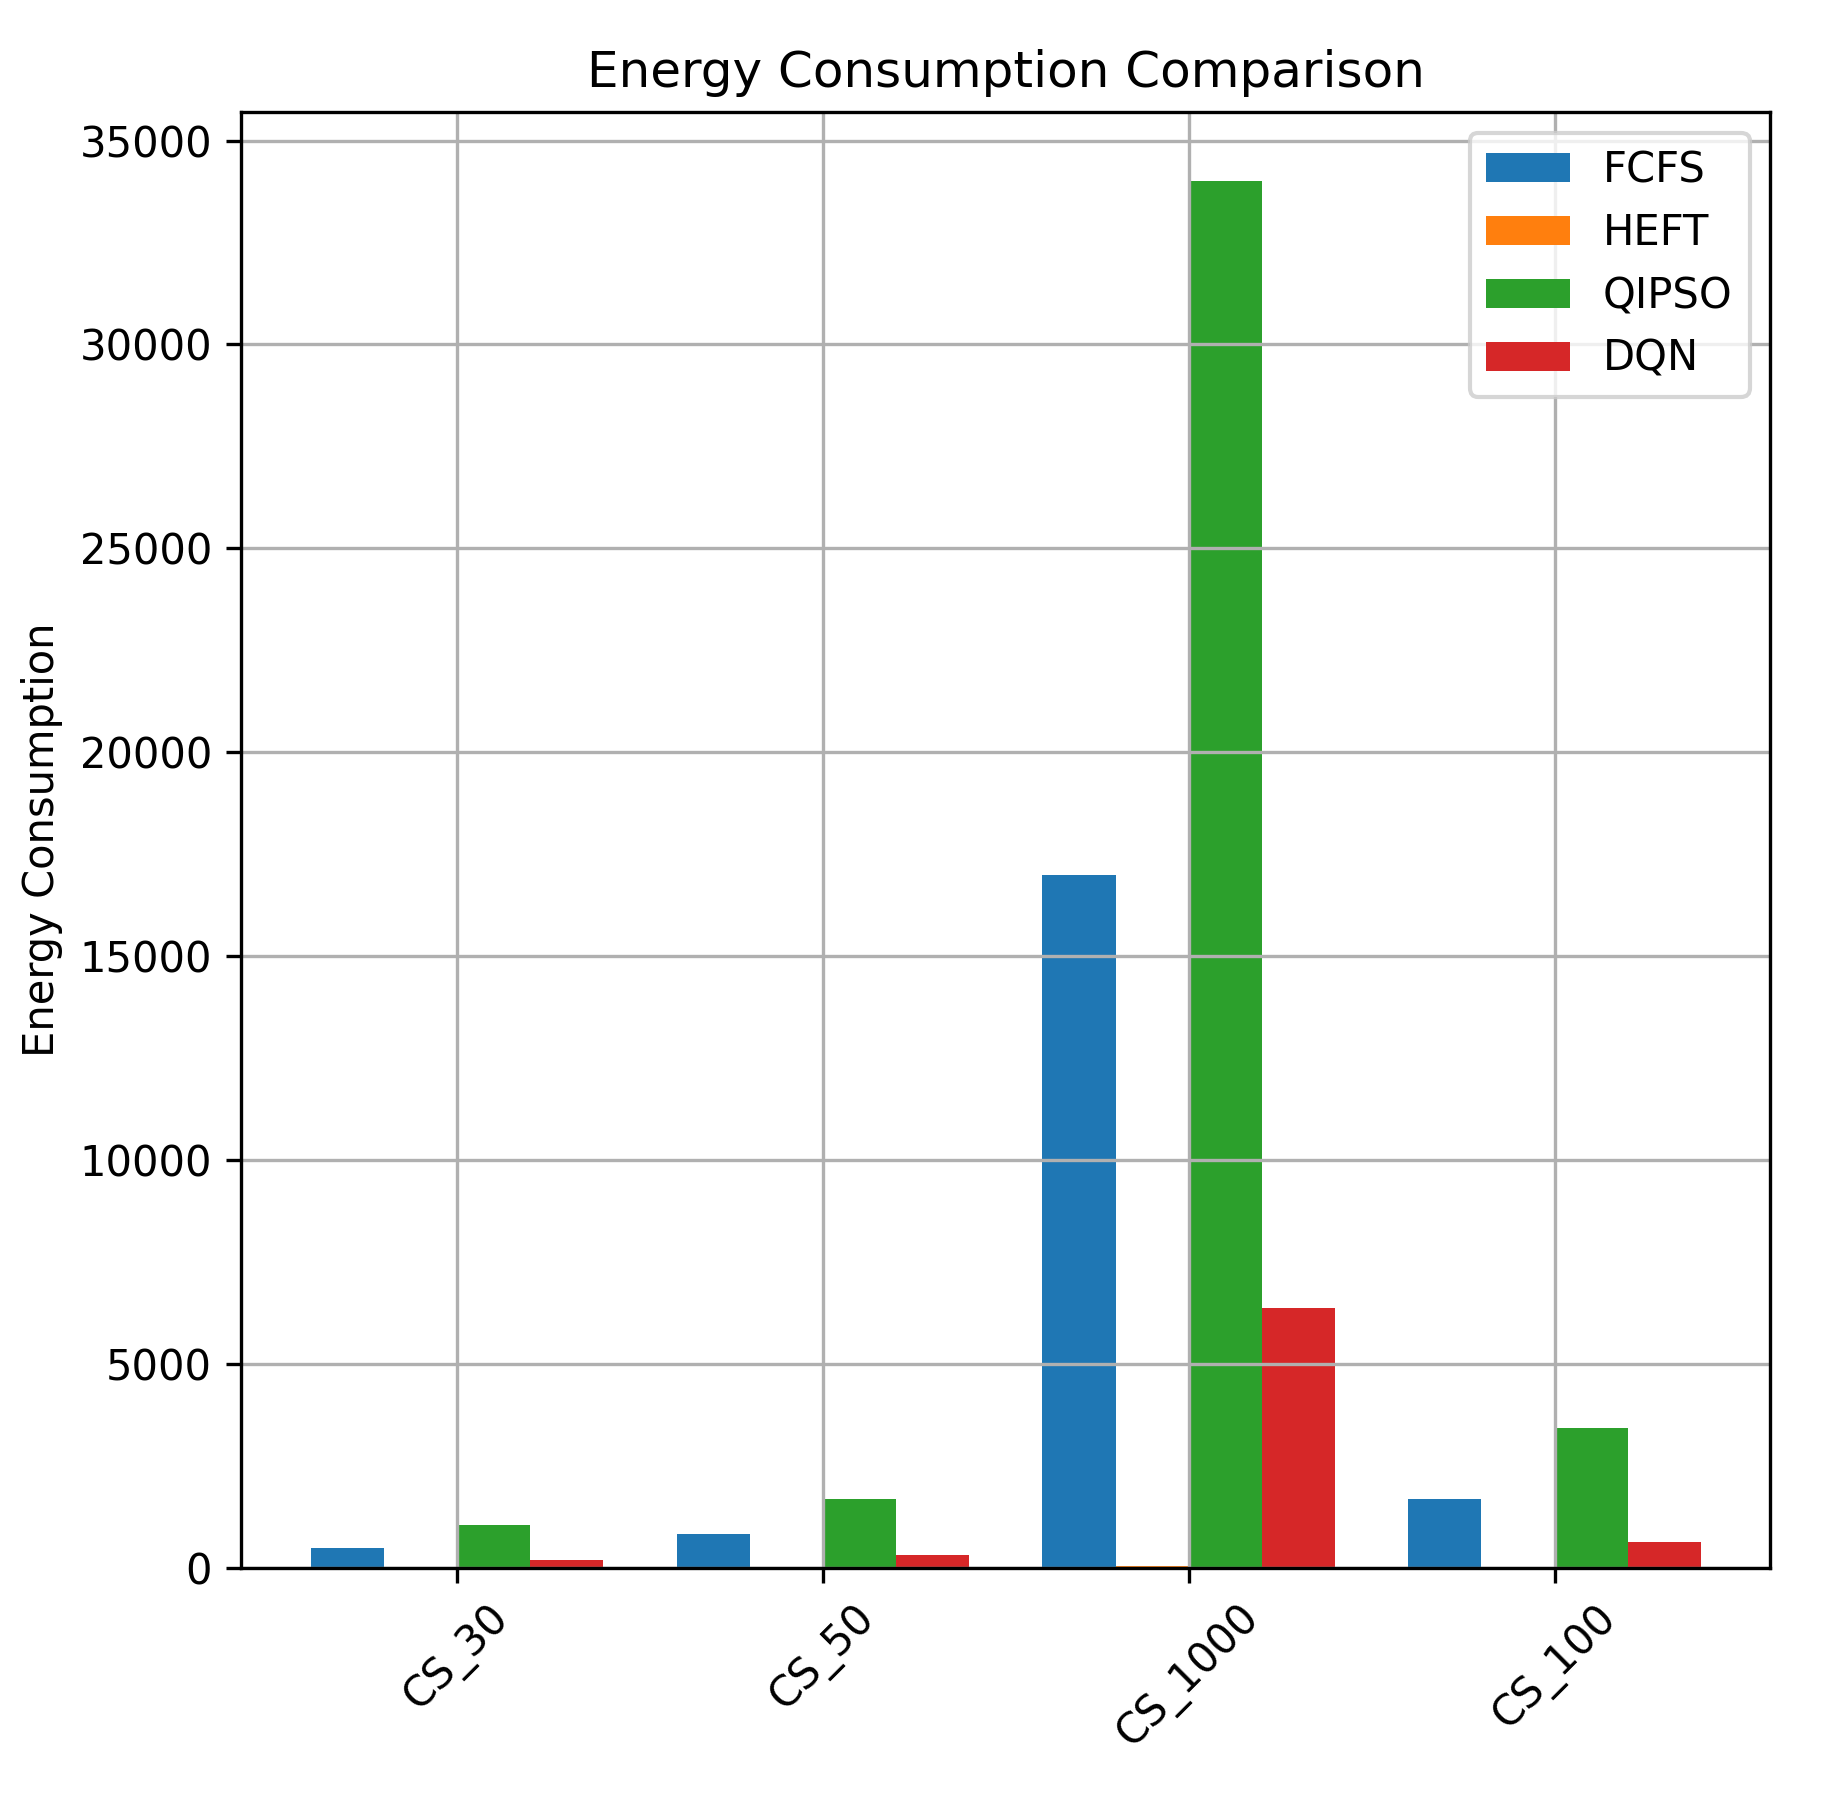 Energy Consumption Comparison
35000
30000
25000
20000
15000
10000
5000
0
Energy Consumption
FCFS
HEFT
QIPSO
DQN
CS_30
CS_50
CS_1000
CS_100